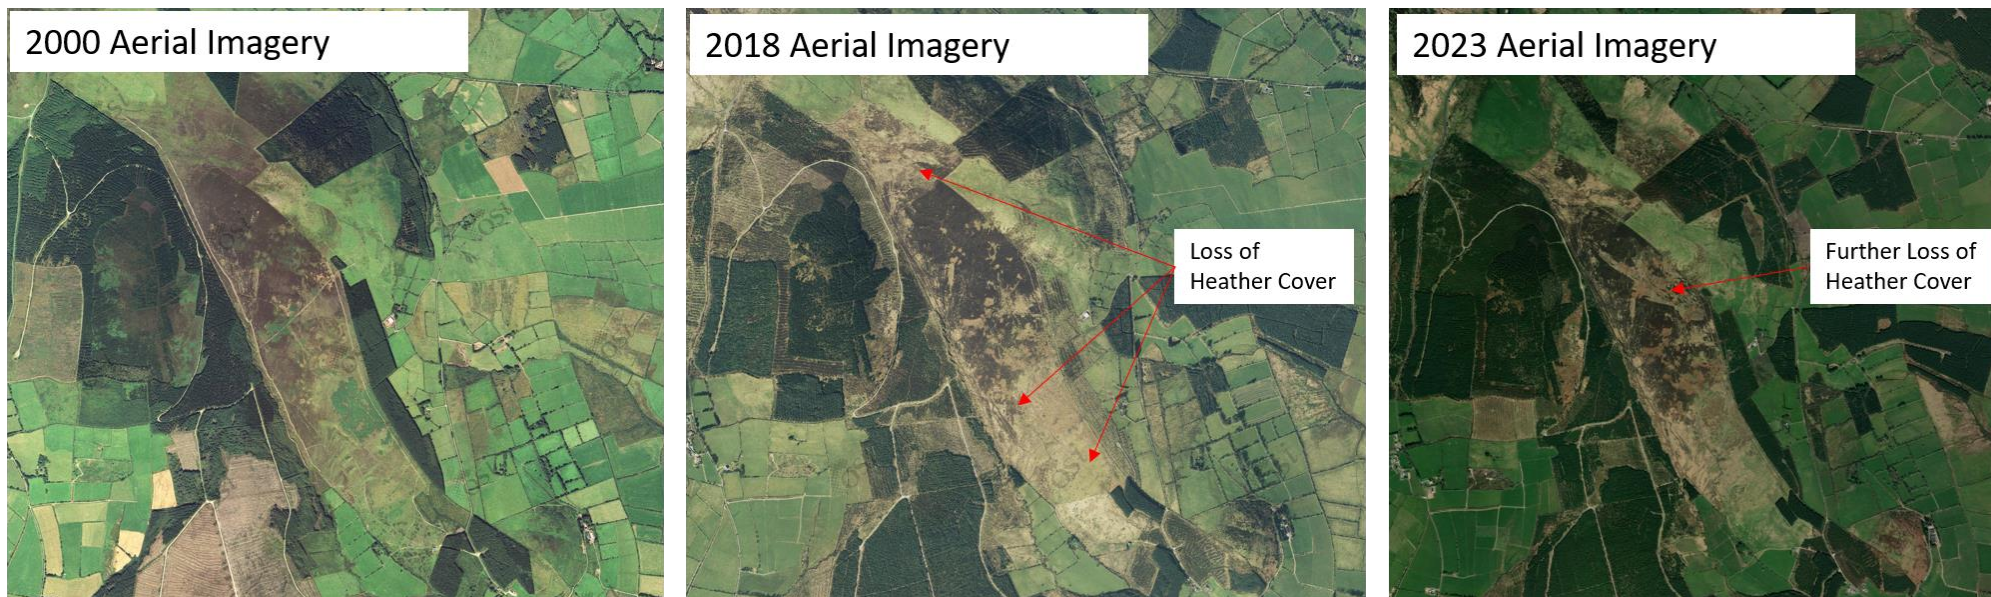 2000 Aerial Imagery
2018 Aerial Imagery
2023 Aerial Imagery
Loss of
Heather Cover
Further Loss of
Heather Cover